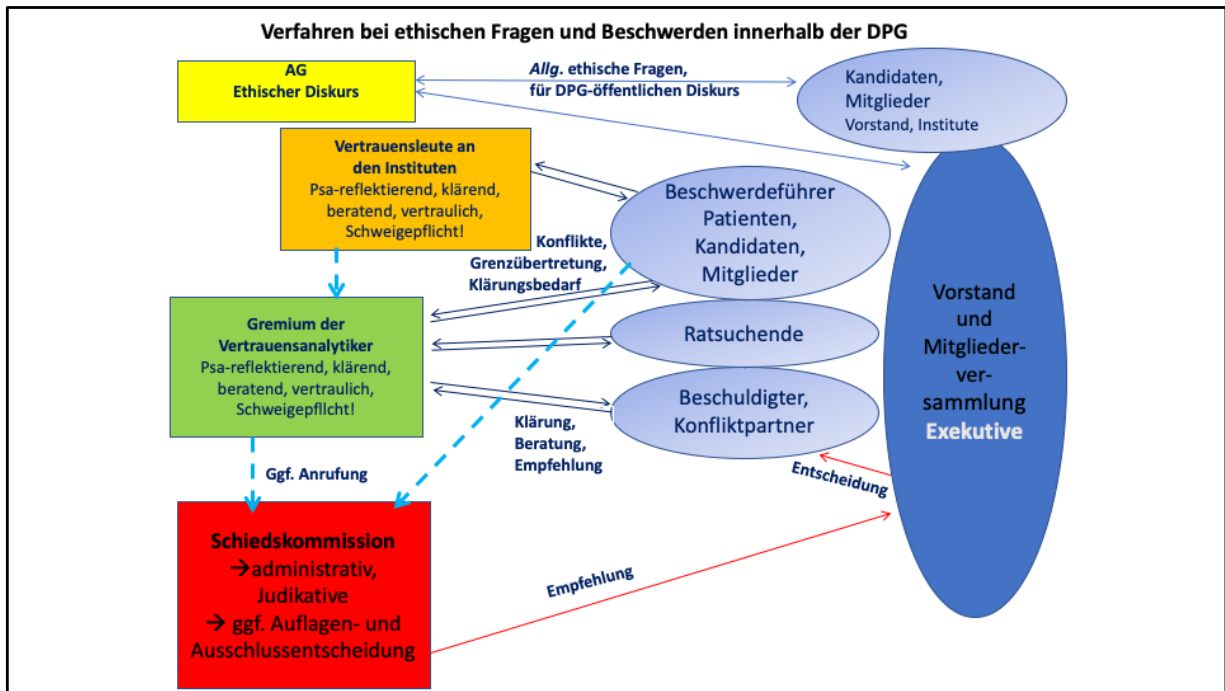 Verfahren bei ethischen Fragen und Beschwerden innerhalb der DPG
AG
Ethischer Diskurs
Allg. ethische Fragen,
für DPG-öffentlichen Diskurs
Kandidaten,
Mitglieder
Vorstand, Institute
Vertrauensleute an
den Instituten
Psa-reflektierend, klärend,
beratend, vertraulich,
Schweigepflicht!
Beschwerdeführer
Patienten,
Kandidaten,
Mitglieder
Konflikte,
Grenzübertretung,
Klärungsbedarf
Gremium der
Vertrauensanalytiker
Psa-reflektierend, klärend,
beratend, vertraulich,
Schweigepflicht!
Ratsuchende
Beschuldigter,
Konfliktpartner
Klärung,
Beratung,
Empfehlung
Vorstand
und
Mitglieder-
ver-
sammlung
Exekutive
Entscheidung
Ggf. Anrufung
Schiedskommission
→administrativ,
Judikative
→ ggf. Auflagen- und
Ausschlussentscheidung
Empfehlung